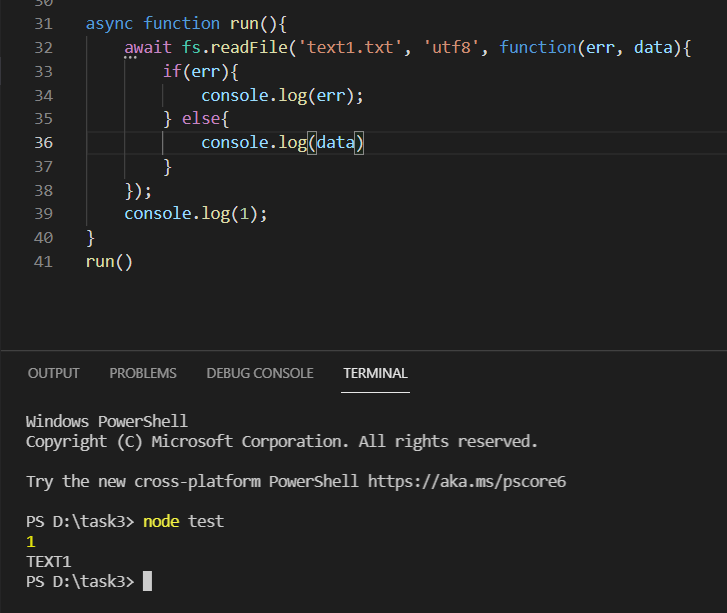 30
31 async function run(){
32 await fs.readFile('text1.txt', 'utf8', function(err, data){
33 if(err){
34 console.log(err);
35 } else{
36 console.log(data)
37 }
38 });
39 console.log(1);
40 }
41 run()
OUTPUT PROBLEMS DEBUG CONSOLE TERMINAL
Windows PowerShell
Copyright (C) Microsoft Corporation. All rights reserved.
Try the new cross-platform PowerShell https://aka.ms/pscore6
PS D:\task3> node test
1
TEXT1
PS D:\task3>